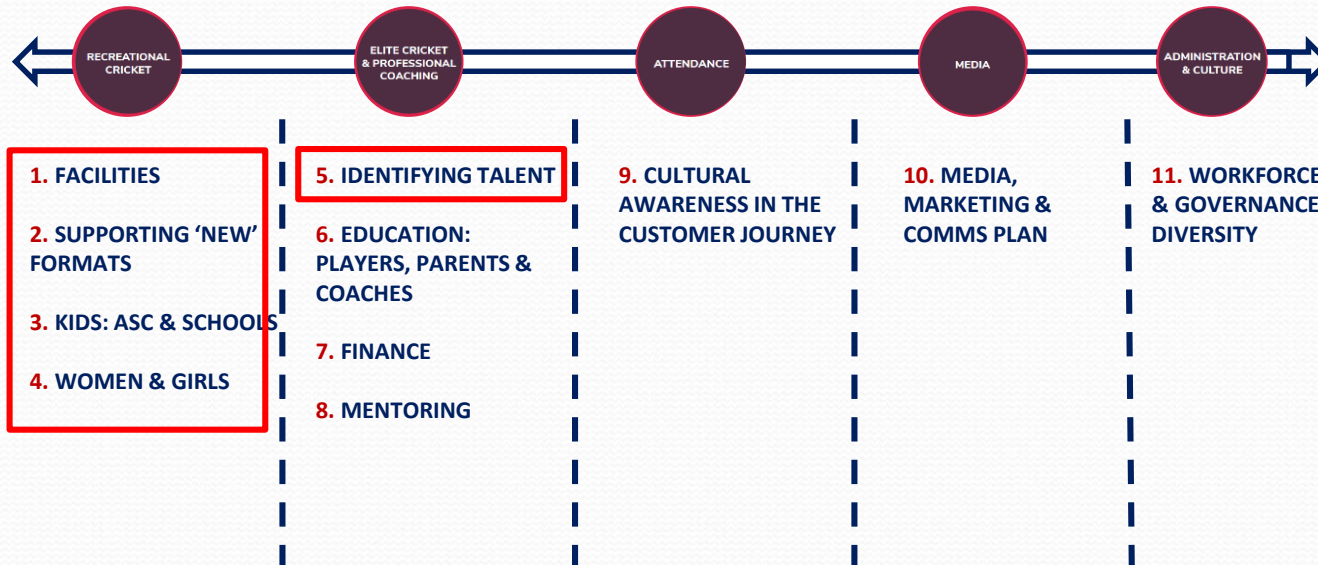 RECREATIONAL
CRICKET
ELITE CRICKET
& PROFESSIONAL
COACHING
ATTENDANCE
MEDIA
ADMINISTRATION
& CULTURE
1. FACILITIES
2. SUPPORTING ‘NEW’
FORMATS
3. KIDS: ASC & SCHOOLS
4. WOMEN & GIRLS
5. IDENTIFYING TALENT
6. EDUCATION:
PLAYERS, PARENTS &
COACHES
7. FINANCE
8. MENTORING
9. CULTURAL
AWARENESS IN THE
CUSTOMER JOURNEY
10. MEDIA,
MARKETING &
COMMS PLAN
11. WORKFORCE
& GOVERNANCE
DIVERSITY